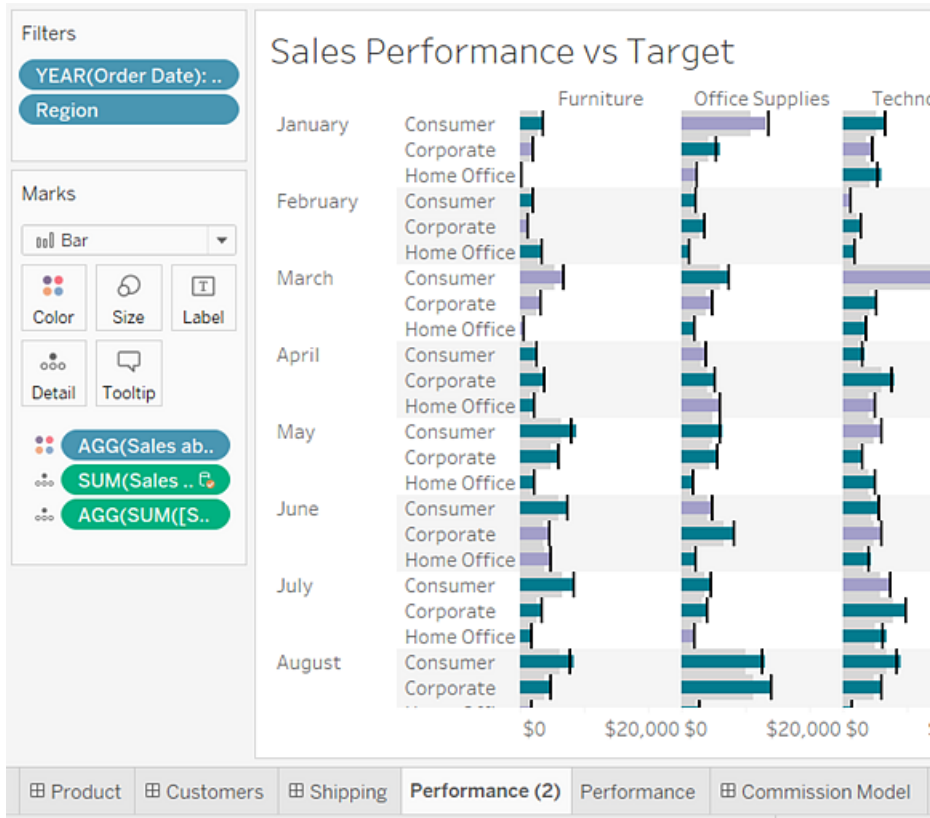 Filters
YEAR(Order Date): ..
Region
Marks
Bar
Color
Size
T
Label
Detail
Tooltip
AGG(Sales ab..
SUM(Sales ..
AGG(SUM([S..
Sales Performance vs Target
Furniture Office Supplies Techno
January Consumer
Corporate
Home Office
February Consumer
Corporate
Home Office
March Consumer
Corporate
Home Office
April Consumer
Corporate
Home Office
May Consumer
Corporate
Home Office
June Consumer
Corporate
Home Office
July Consumer
Corporate
Home Office
August Consumer
Corporate
$0 $20,000 $0 $20,000 $0
Product Customers Shipping Performance (2) Performance Commission Model